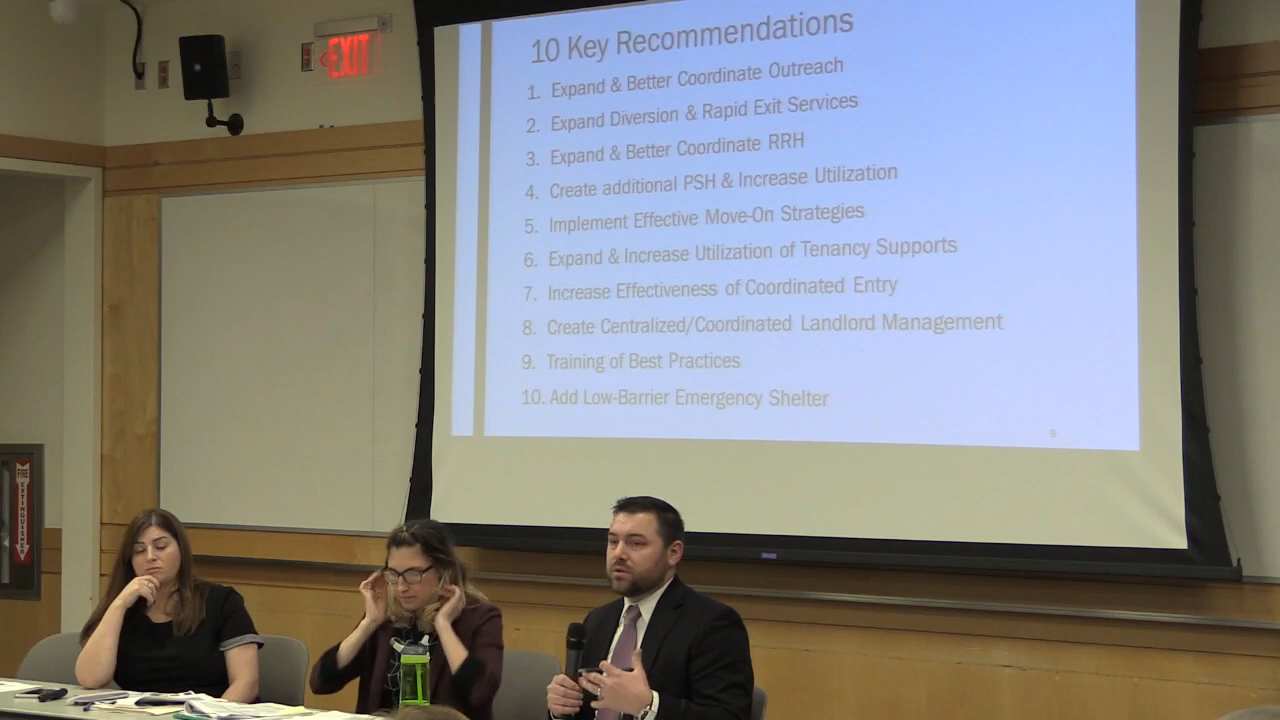 EXIT
10 Key Recommendations
1. Expand & Better Coordinate Outreach
2. Expand Diversion & Rapid Exit Services
3. Expand & Better Coordinate RRH
4. Create additional PSH & Increase Utilization
5. Implement Effective Move-On Strategies
6. Expand & Increase Utilization of Tenancy Supports
7. Increase Effectiveness of Coordinated Entry
8. Create Centralized/Coordinated Landlord Management
9. Training of Best Practices
10. Add Low-Barrier Emergency Shelter
9
FIRE
EXTINGUISHER